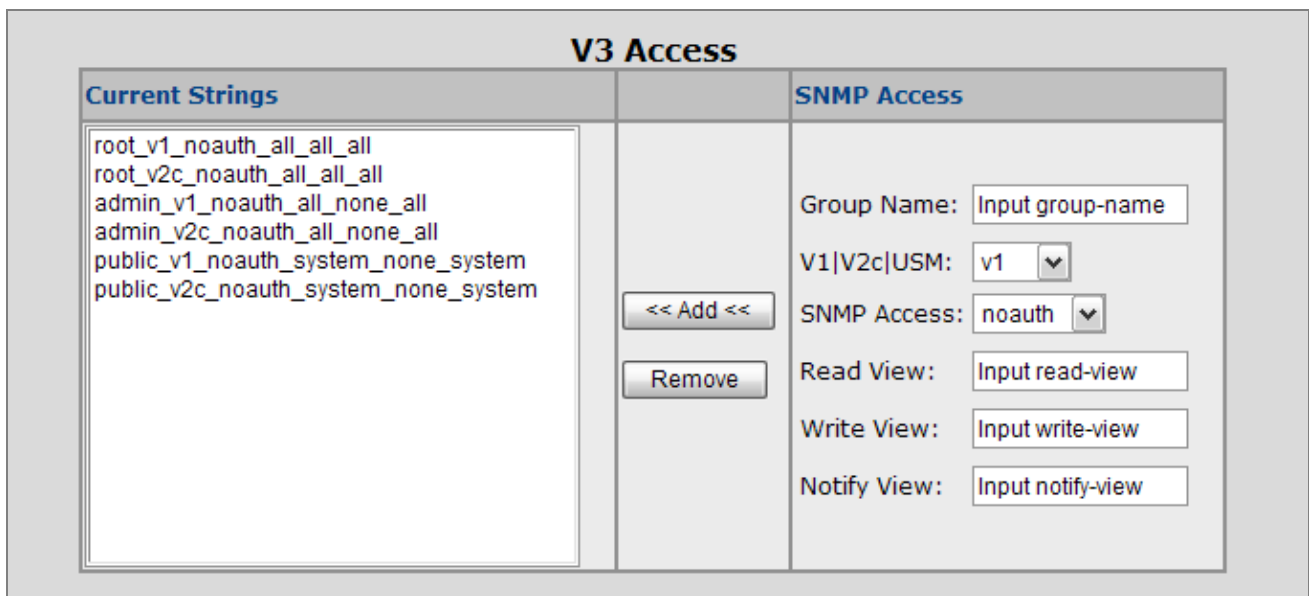 V3 Access
Current Strings
SNMP Access
root_v1_noauth_all_all_all
root_v2c_noauth_all_all_all
admin_v1_noauth_all_none_all
admin_v2c_noauth_all_none_all
public_v1_noauth_system_none_system
public_v2c_noauth_system_none_system
<< Add <<
Remove
Group Name: Input group-name
V1|V2c|USM: v1
SNMP Access: noauth
Read View: Input read-view
Write View: Input write-view
Notify View: Input notify-view